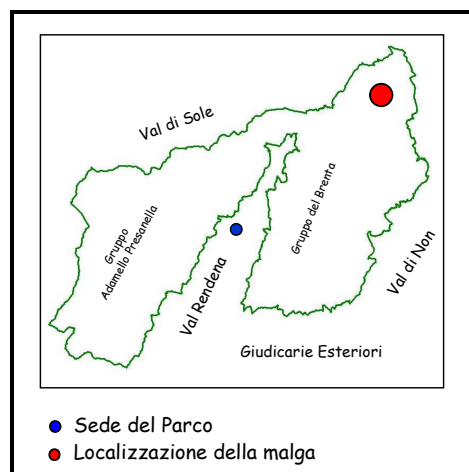 Val di Sole
Gruppo del Brenta
Gruppo
Adamello Presanella
Val di Non
Val Rendena
Giudicarie Esteriori
Sede del Parco
Localizzazione della malga